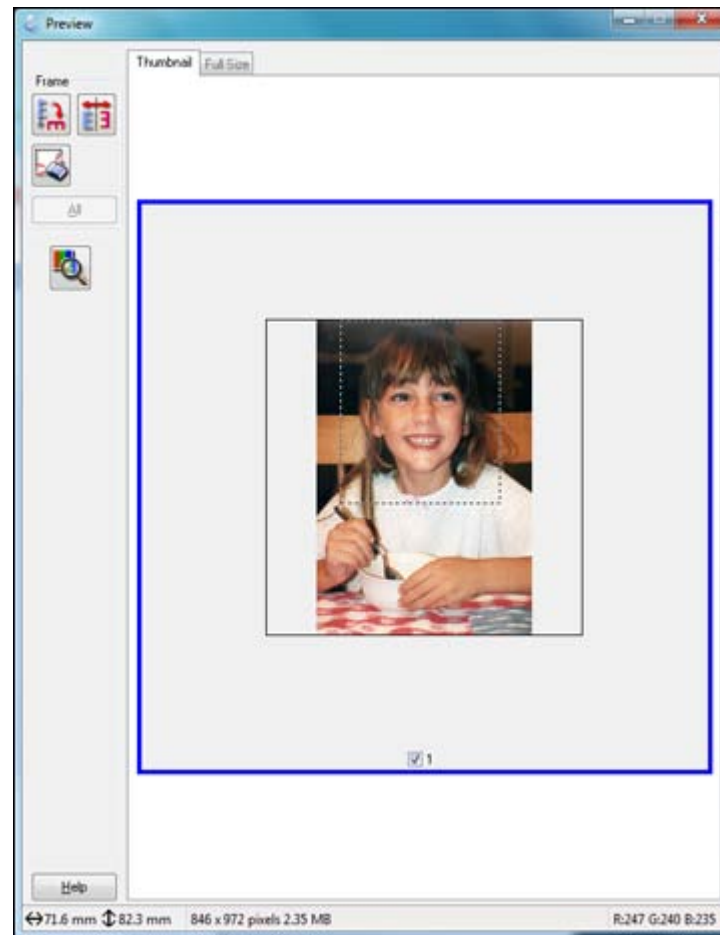 Preview
Thumbnail Full Size
Frame
All
1
Help
71.6 mm 82.3 mm 846 x 972 pixels 2.35 MB R:247 G:240 B:235